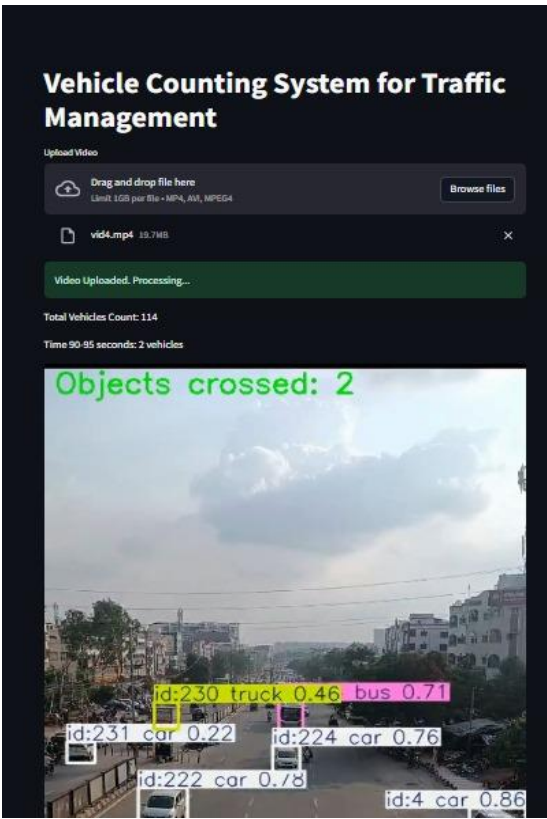 Vehicle Counting System for Traffic
Management
Upload Video
Drag and drop file here
Limit 1GB per file • MP4, AVI, MPEG4
Browse files
vid4.mp4 19.7MB
Video Uploaded. Processing...
Total Vehicles Count: 114
Time 90-95 seconds: 2 vehicles
Objects crossed: 2
id:230 truck 0.46 bus 0.71
id:231 car 0.22 id:224 car 0.76
id:222 car 0.78
id:4 car 0.86